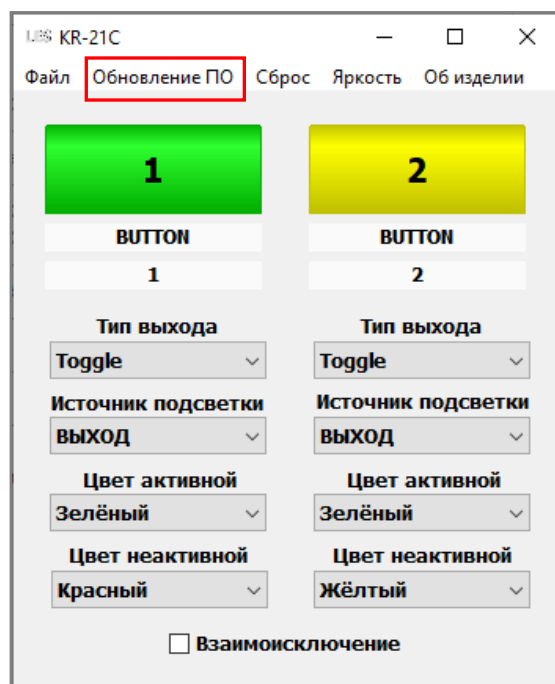 KR-21C
Файл Обновление ПО Сброс Яркость Об изделии
1 2
BUTTON BUTTON
1 2
Тип выхода Тип выхода
Toggle Toggle
Источник подсветки Источник подсветки
ВЫХОД ВЫХОД
Цвет активной Цвет активной
Зелёный Зелёный
Цвет неактивной Цвет неактивной
Красный Жёлтый
Взаимоисключение